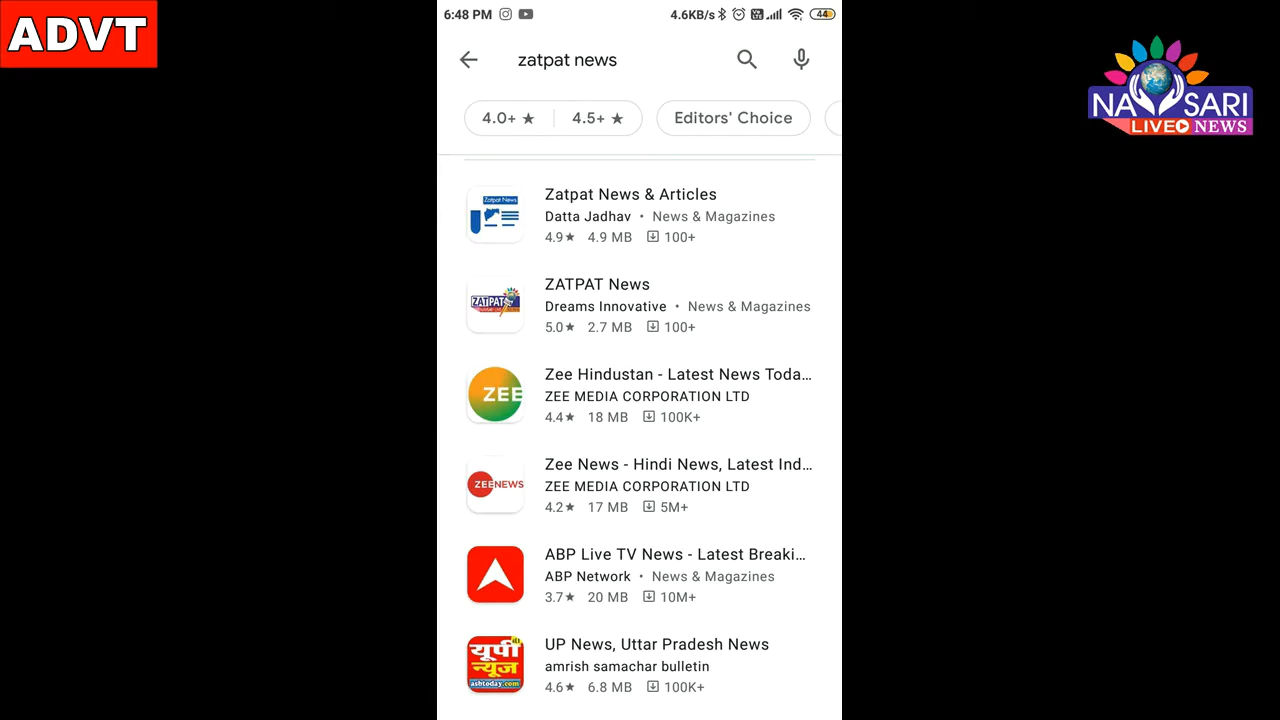 ADVT
6:48 PM
4.6KB/s
44
zatpat news
4.0+ ★
4.5+ ★
Editors' Choice
NAVSARI
LIVE NEWS
Zatpat News
Zatpat News & Articles
Datta Jadhav • News & Magazines
4.9★ 4.9 MB 100+
ZATPAT
ZATPAT News
Dreams Innovative • News & Magazines
5.0★ 2.7 MB 100+
ZEE
Zee Hindustan - Latest News Toda...
ZEE MEDIA CORPORATION LTD
4.4★ 18 MB 100K+
ZEENEWS
Zee News - Hindi News, Latest Ind...
ZEE MEDIA CORPORATION LTD
4.2★ 17 MB 5M+
ABP Live TV News - Latest Breaki...
ABP Network • News & Magazines
3.7★ 20 MB 10M+
यूपी
न्यूज़
asbtoday.com
UP News, Uttar Pradesh News
amrish samachar bulletin
4.6★ 6.8 MB 100K+